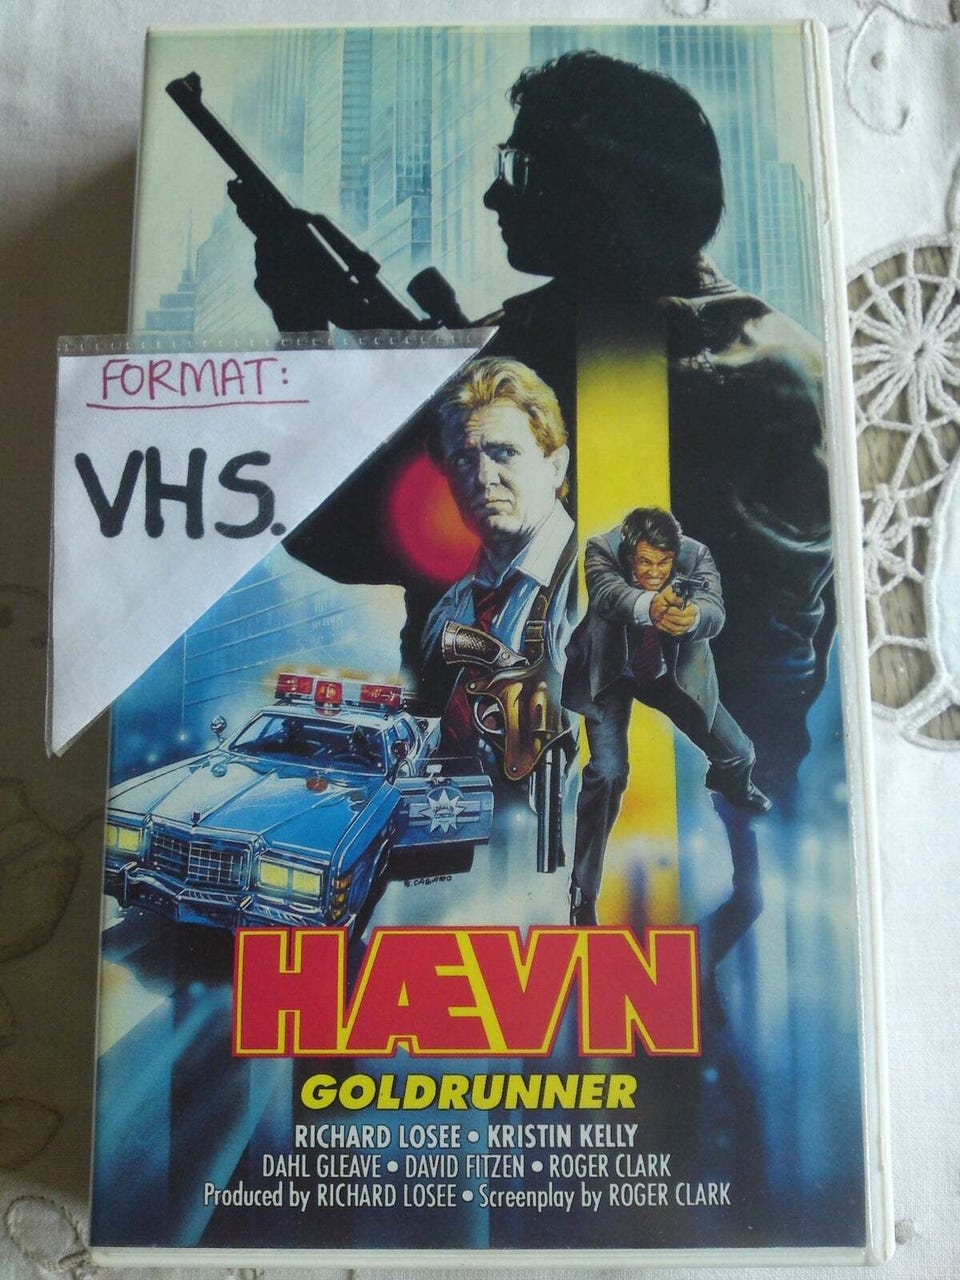 FORMAT:
VHS.
R. CASARO
HÆVN
GOLDRUNNER
RICHARD LOSEE • KRISTIN KELLY
DAHL GLEAVE • DAVID FITZEN • ROGER CLARK
Produced by RICHARD LOSEE • Screenplay by ROGER CLARK